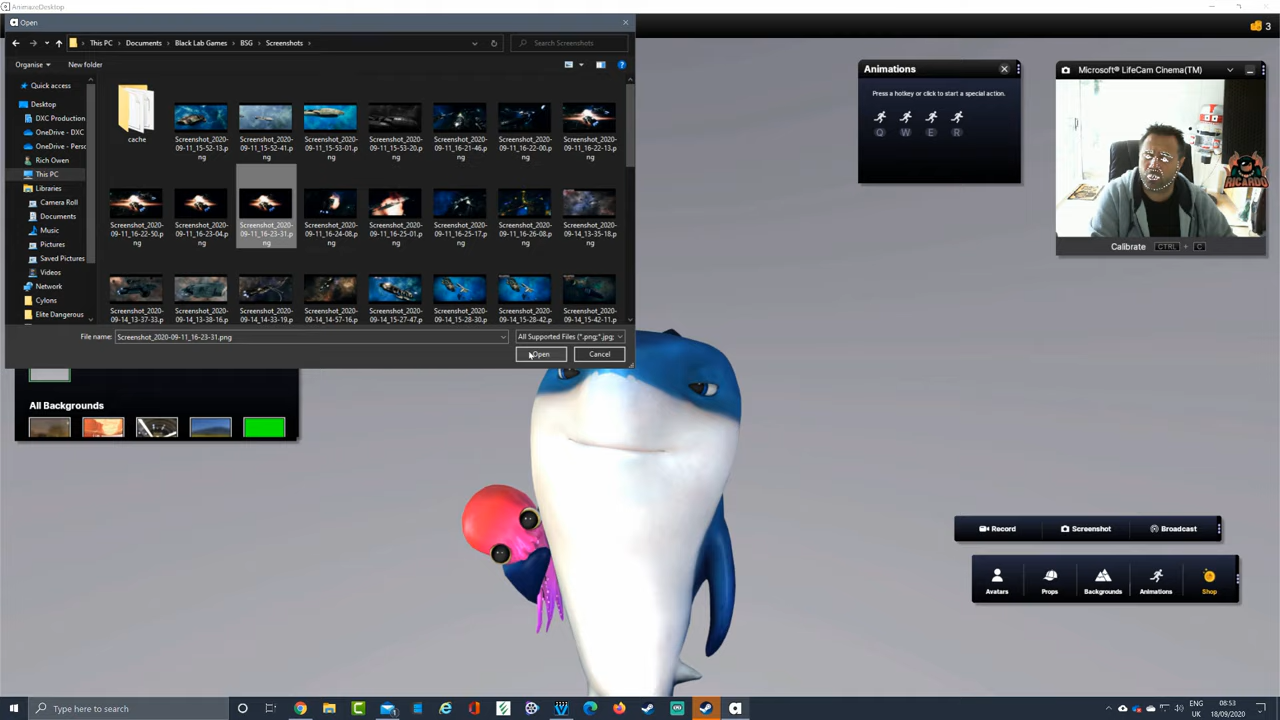 AnimazeDesktop
Open
This PC > Documents > Black Lab Games > BSG > Screenshots >
Search Screenshots
Organise
New folder
Quick access
Desktop
DXC Production
OneDrive - DXC
OneDrive - Perso
Rich Owen
This PC
Libraries
Camera Roll
Documents
Music
Pictures
Saved Pictures
Videos
Network
Cylons
Elite Dangerous
cache
Screenshot_2020-09-11_15-52-13.png
Screenshot_2020-09-11_15-52-41.png
Screenshot_2020-09-11_15-53-01.png
Screenshot_2020-09-11_15-53-20.png
Screenshot_2020-09-11_16-21-46.png
Screenshot_2020-09-11_16-22-00.png
Screenshot_2020-09-11_16-22-13.png
Screenshot_2020-09-11_16-22-50.png
Screenshot_2020-09-11_16-23-04.png
Screenshot_2020-09-11_16-23-31.png
Screenshot_2020-09-11_16-24-08.png
Screenshot_2020-09-11_16-25-01.png
Screenshot_2020-09-11_16-25-17.png
Screenshot_2020-09-11_16-26-08.png
Screenshot_2020-09-14_13-35-18.png
Screenshot_2020-09-14_13-37-33.p
Screenshot_2020-09-14_13-38-16.p
Screenshot_2020-09-14_14-33-19.p
Screenshot_2020-09-14_14-57-16.p
Screenshot_2020-09-14_15-27-47.p
Screenshot_2020-09-14_15-28-30.p
Screenshot_2020-09-14_15-28-42.p
Screenshot_2020-09-14_15-42-11.p
File name:
Screenshot_2020-09-11_16-23-31.png
All Supported Files (*.png;*.jpg;
Open
Cancel
All Backgrounds
3
Animations
Press a hotkey or click to start a special action.
Q W E R
Microsoft® LifeCam Cinema(TM)
RICARDO
Calibrate CTRL + C
Record
Screenshot
Broadcast
Avatars
Props
Backgrounds
Animations
Shop
Type here to search
ENG
UK
08:53
18/09/2020